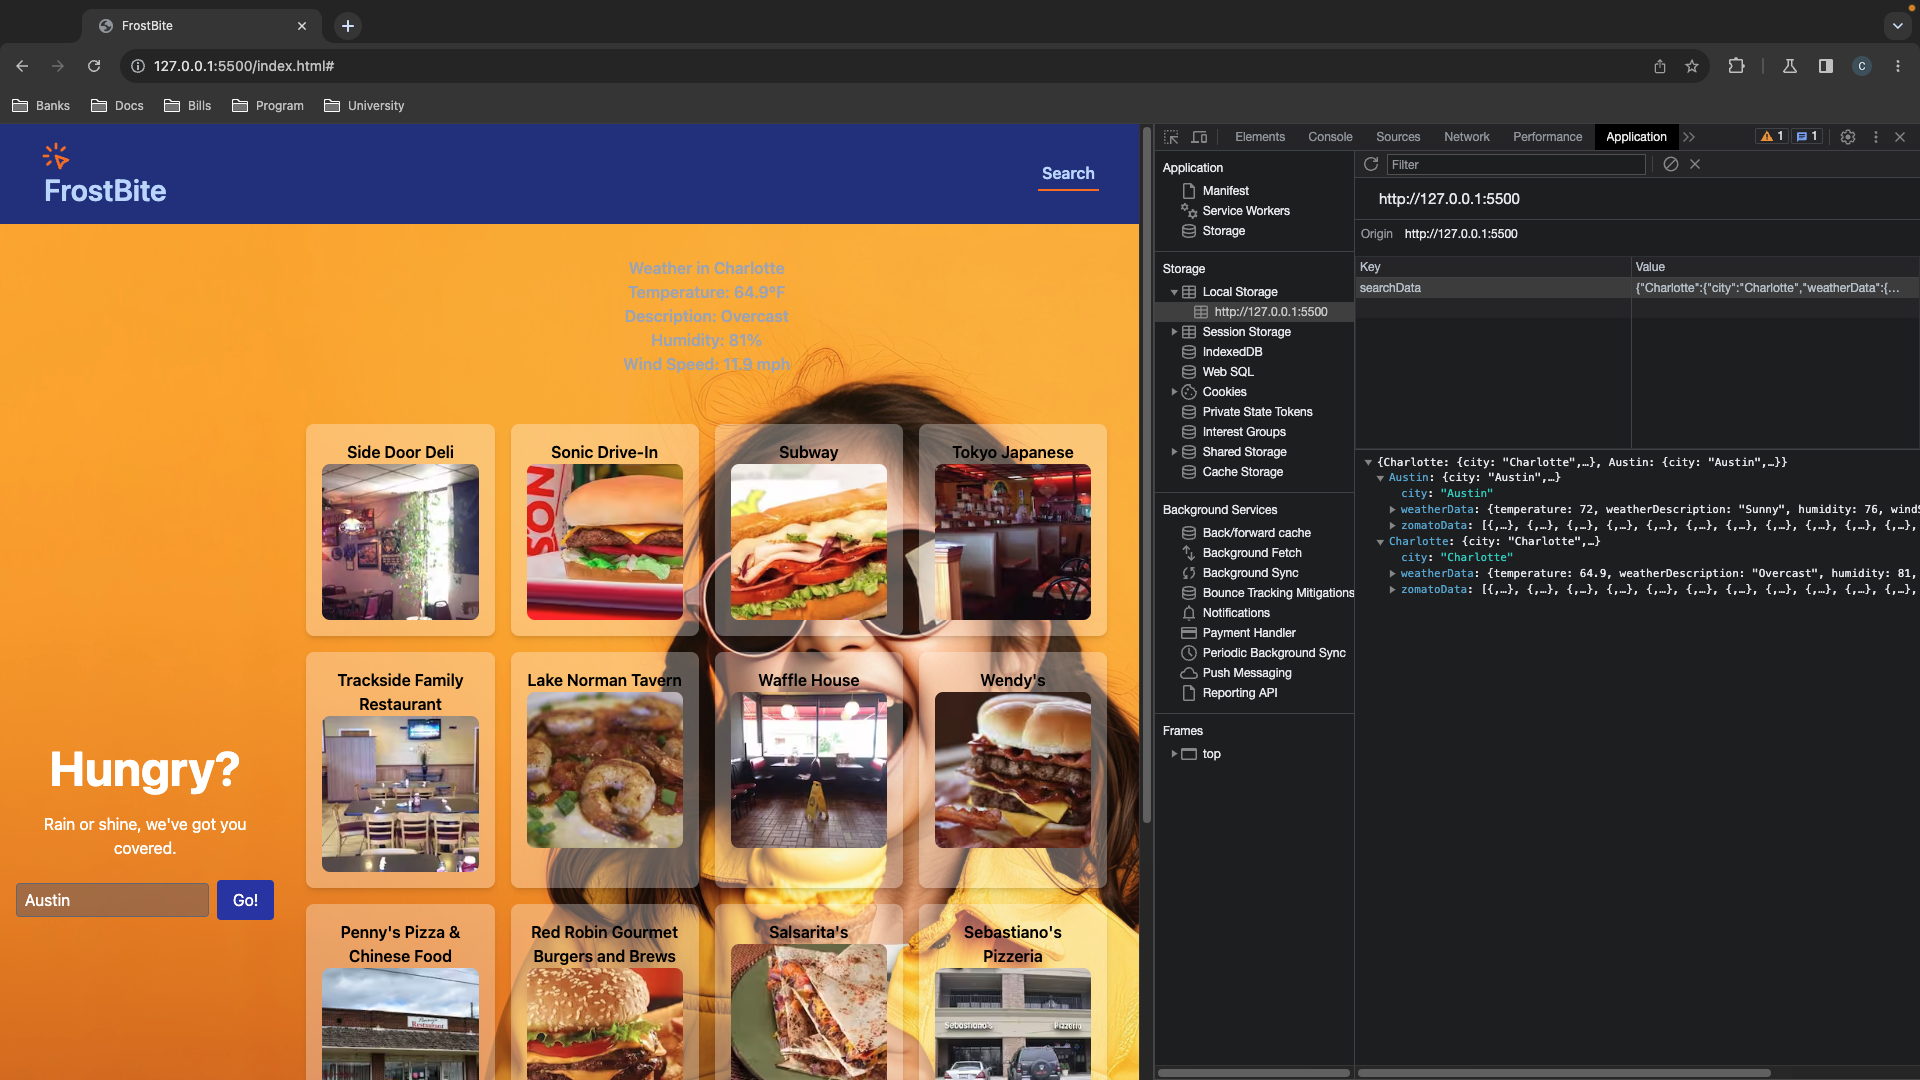 FrostBite
127.0.0.1:5500/index.html#
C
Banks
Docs
Bills
Program
University
FrostBite
Search
Weather in Charlotte
Temperature: 64.9°F
Description: Overcast
Humidity: 81%
Wind Speed: 11.9 mph
Side Door Deli
Sonic Drive-In
Subway
Tokyo Japanese
SON
Trackside Family
Restaurant
Lake Norman Tavern
Waffle House
Wendy's
Hungry?
Rain or shine, we've got you
covered.
Austin
Go!
Penny's Pizza &
Chinese Food
Red Robin Gourmet
Burgers and Brews
Salsarita's
Sebastiano's
Pizzeria
Restaurant
Sebastiano's
Pizzeria
Elements
Console
Sources
Network
Performance
Application
1
1
Application
Manifest
Service Workers
Storage
Storage
Local Storage
http://127.0.0.1:5500
Session Storage
IndexedDB
Web SQL
Cookies
Private State Tokens
Interest Groups
Shared Storage
Cache Storage
Background Services
Back/forward cache
Background Fetch
Background Sync
Bounce Tracking Mitigations
Notifications
Payment Handler
Periodic Background Sync
Push Messaging
Reporting API
Frames
top
Filter
http://127.0.0.1:5500
Origin http://127.0.0.1:5500
Key Value
searchData {"Charlotte":{"city":"Charlotte","weatherData":{…
{Charlotte: {city: "Charlotte",…}, Austin: {city: "Austin",…}}
Austin: {city: "Austin",…}
city: "Austin"
weatherData: {temperature: 72, weatherDescription: "Sunny", humidity: 76, windS
zomatoData: [{,…}, {,…}, {,…}, {,…}, {,…}, {,…}, {,…}, {,…}, {,…}, {,…}, {,…},
Charlotte: {city: "Charlotte",…}
city: "Charlotte"
weatherData: {temperature: 64.9, weatherDescription: "Overcast", humidity: 81,
zomatoData: [{,…}, {,…}, {,…}, {,…}, {,…}, {,…}, {,…}, {,…}, {,…}, {,…}, {,…},